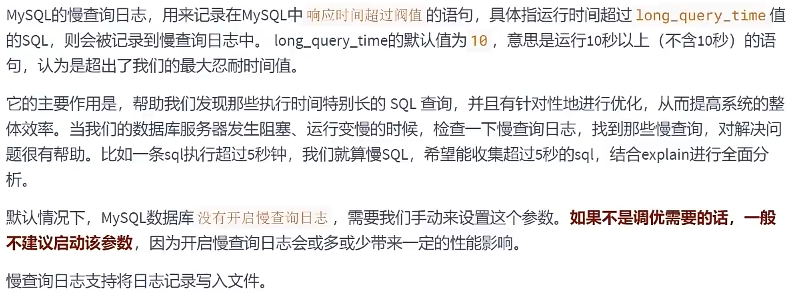 MySQL的慢查询日志，用来记录在MySQL中响应时间超过阀值的语句，具体指运行时间超过 long_query_time 值
的SQL，则会被记录到慢查询日志中。 long_query_time的默认值为 10 ，意思是运行10秒以上（不含10秒）的语
句，认为是超出了我们的最大忍耐时间值。
它的主要作用是，帮助我们发现那些执行时间特别长的 SQL 查询，并且有针对性地进行优化，从而提高系统的整
体效率。当我们的数据库服务器发生阻塞、运行变慢的时候，检查一下慢查询日志，找到那些慢查询，对解决问
题很有帮助。比如一条sql执行超过5秒钟，我们就算慢SQL，希望能收集超过5秒的sql，结合explain进行全面分
析。
默认情况下，MySQL数据库 没有开启慢查询日志 ，需要我们手动来设置这个参数。如果不是调优需要的话，一般
不建议启动该参数，因为开启慢查询日志会或多或少带来一定的性能影响。
慢查询日志支持将日志记录写入文件。